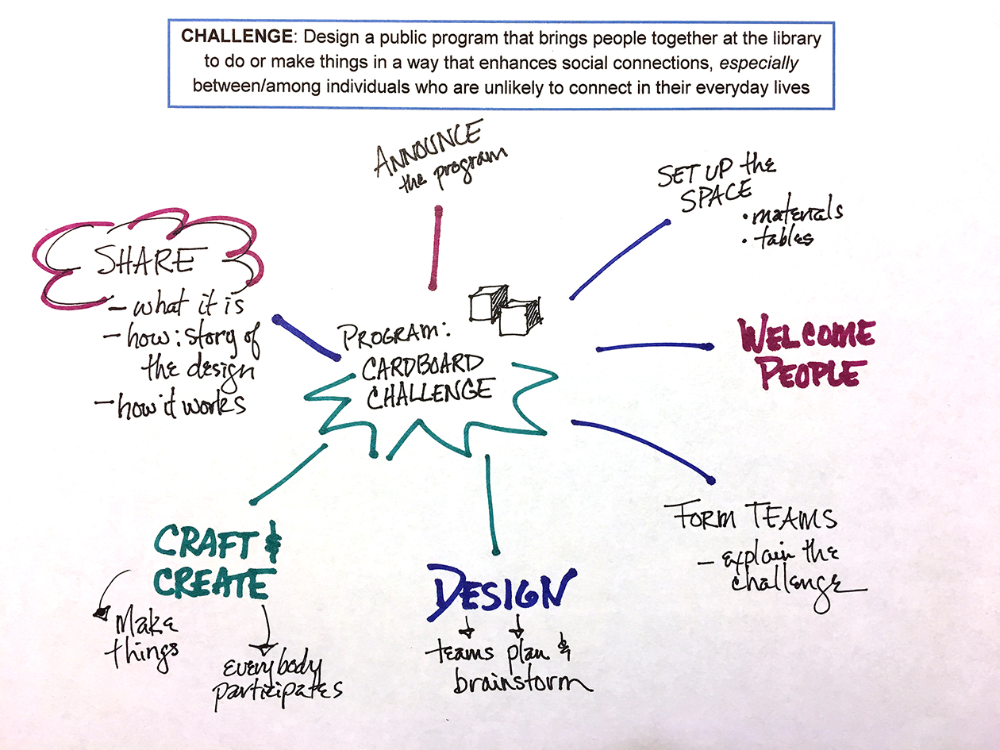 CHALLENGE: Design a public program that brings people together at the library
to do or make things in a way that enhances social connections, especially
between/among individuals who are unlikely to connect in their everyday lives
ANNOUNCE
the program
SET UP the
SPACE
• materials
• tables
WELCOME
PEOPLE
FORM TEAMS
– explain the
challenge
DESIGN
teams plan &
brainstorm
CRAFT &
CREATE
Make
things
everybody
participates
SHARE
– what it is
– how: story of
the design
– how it works
PROGRAM:
CARDBOARD
CHALLENGE